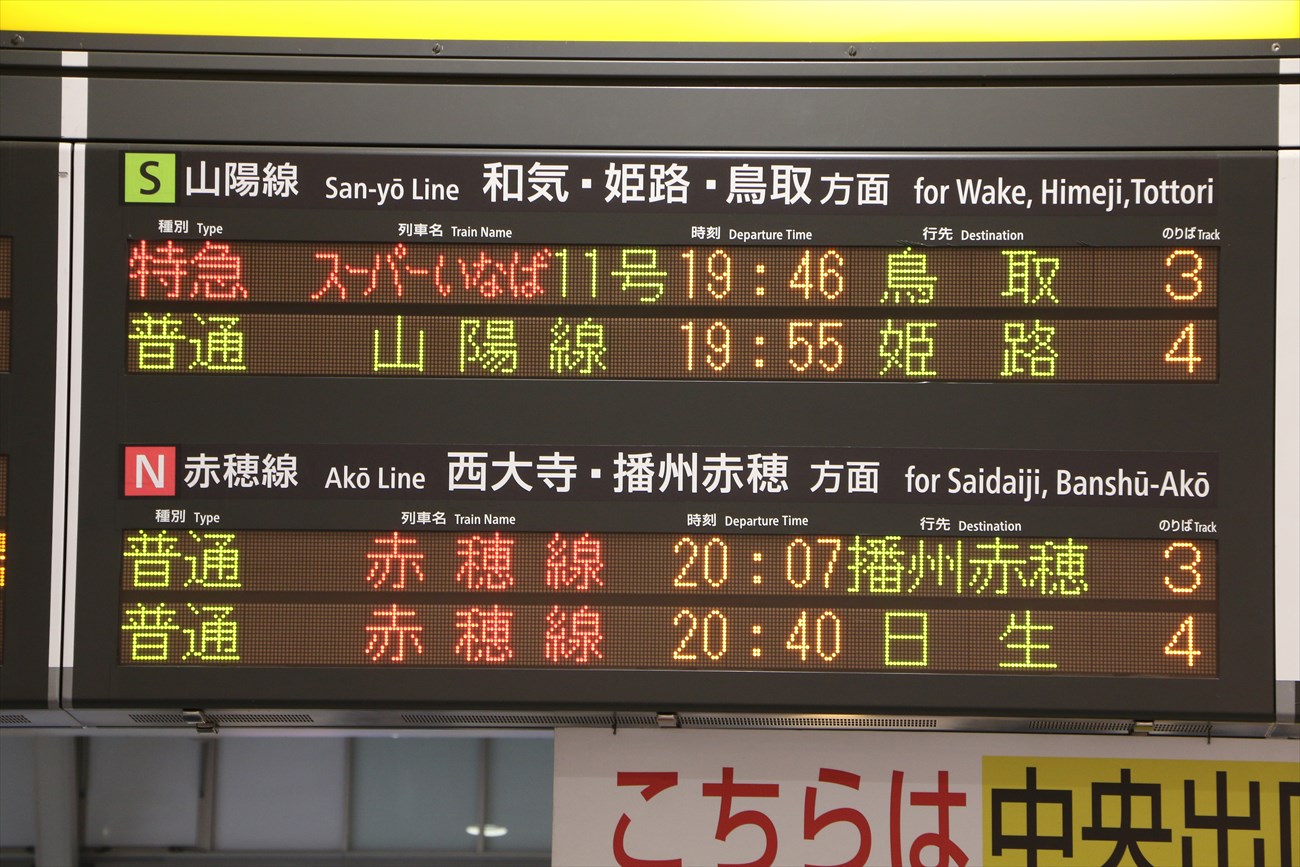 S 山陽線 San-yō Line 和気・姫路・鳥取方面 for Wake, Himeji,Tottori
種別 Type 列車名 Train Name 時刻 Departure Time 行先 Destination のりば Track
特急 スーパーいなば11号 19:46 鳥取 3
普通 山陽線 19:55 姫路 4
N 赤穂線 Akō Line 西大寺・播州赤穂 方面 for Saidaiji, Banshū-Akō
種別 Type 列車名 Train Name 時刻 Departure Time 行先 Destination のりば Track
普通 赤穂線 20:07 播州赤穂 3
普通 赤穂線 20:40 日生 4
こちらは 中央出口